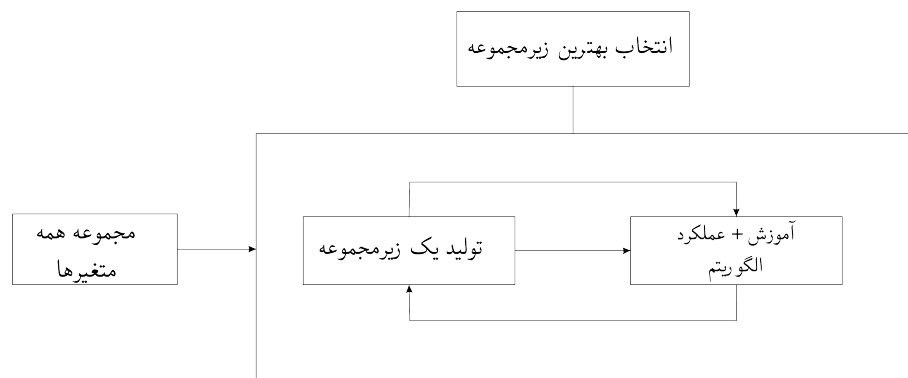 انتخاب بهترین زیرمجموعه
مجموعه همه
متغیرها
تولید یک زیرمجموعه
آموزش + عملکرد
الگوریتم